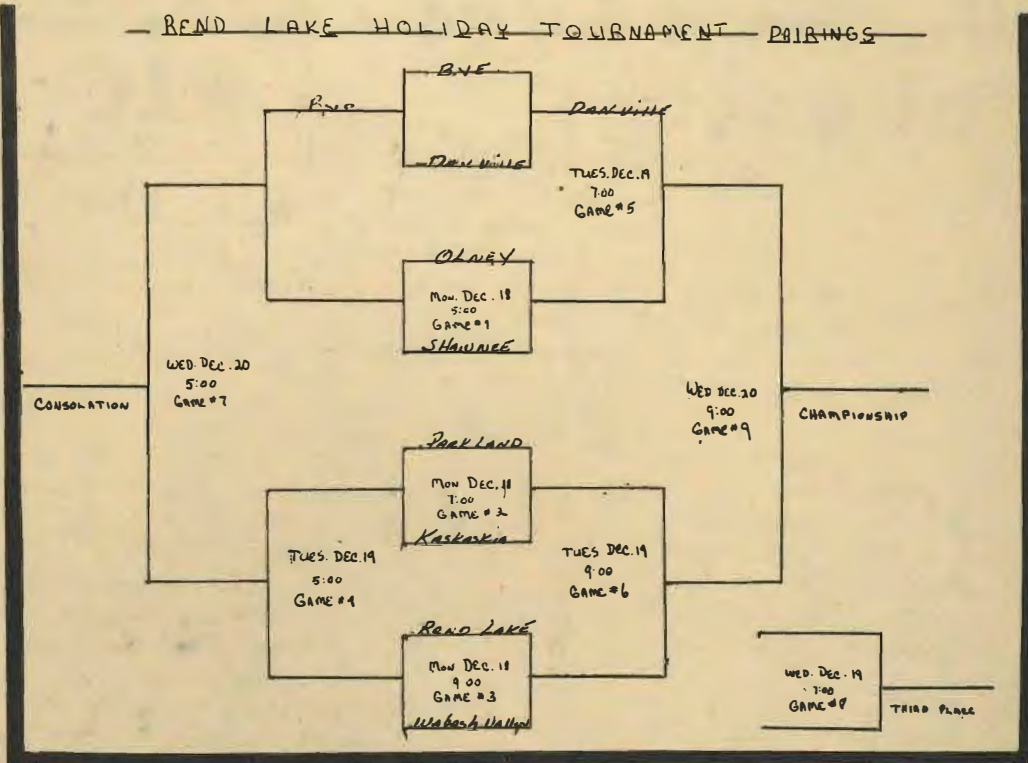 REND LAKE HOLIDAY TOURNAMENT PAIRINGS
BYE
Bye
DANVILLE
Danville
TUES. DEC. 19
7:00
GAME #5
OLNEY
MON. DEC. 18
5:00
GAME #1
SHAWNEE
WED. DEC. 20
5:00
GAME #7
CONSOLATION
WED DEC. 20
9:00
GAME #9
CHAMPIONSHIP
PARKLAND
MON DEC. 18
7:00
GAME #2
Kaskaskia
TUES. DEC. 19
5:00
GAME #4
TUES DEC. 19
9:00
GAME #6
REND LAKE
MON DEC. 18
9:00
GAME #3
Wabash Valley
WED. DEC. 19
7:00
GAME #8
THIRD PLACE